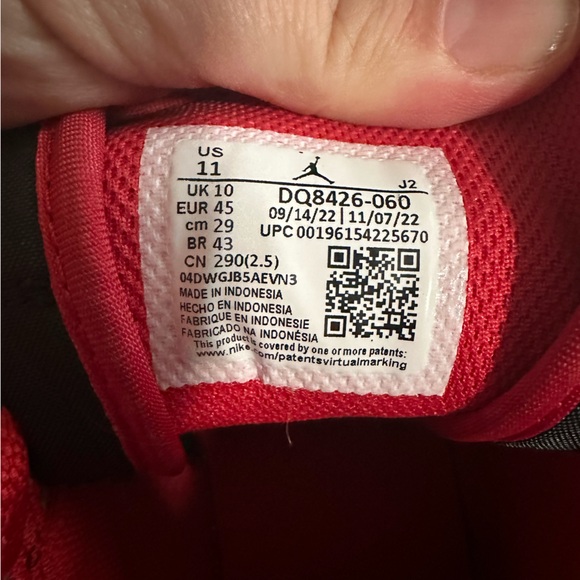 US
11
J2
UK 10
DQ8426-060
EUR 45
09/14/22 | 11/07/22
cm 29
UPC 00196154225670
BR 43
CN 290(2.5)
04DWGJB5AEVN3
MADE IN INDONESIA
HECHO EN INDONESIA
FABRIQUE EN INDONESIE
FABRICADO NA INDONÉSIA
This product is covered by one or more patents:
www.nike.com/patentsvirtualmarking